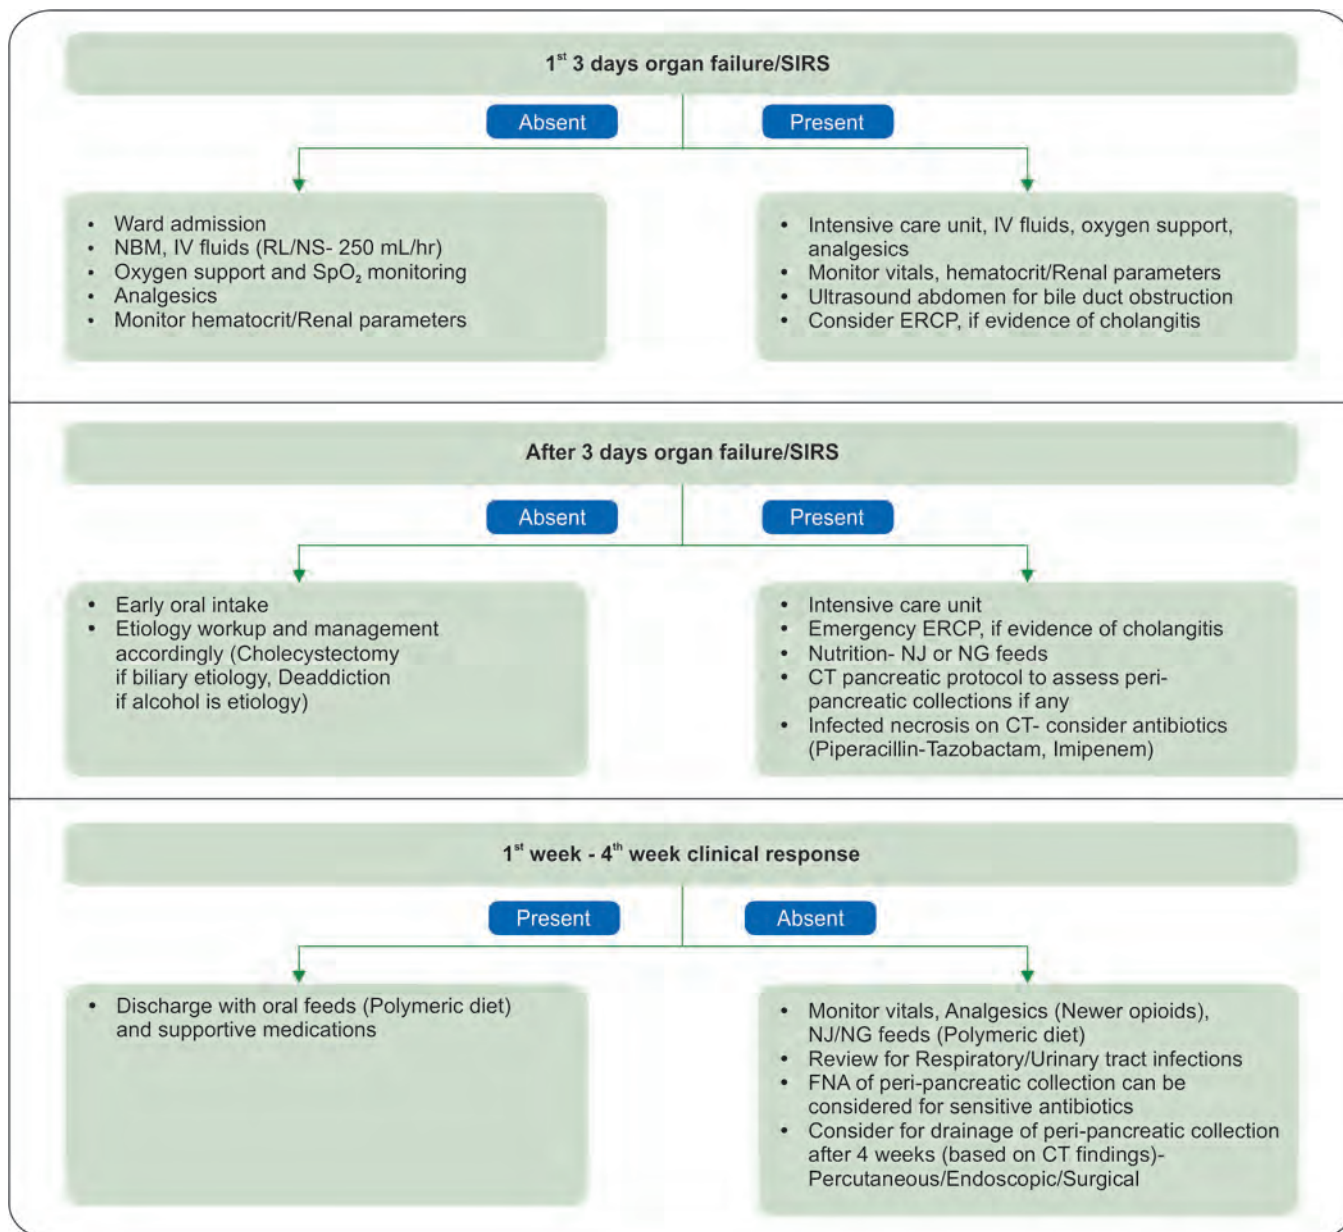 1st 3 days organ failure/SIRS
Absent
Present
• Ward admission
• NBM, IV fluids (RL/NS- 250 mL/hr)
• Oxygen support and SpO₂ monitoring
• Analgesics
• Monitor hematocrit/Renal parameters
• Intensive care unit, IV fluids, oxygen support,
analgesics
• Monitor vitals, hematocrit/Renal parameters
• Ultrasound abdomen for bile duct obstruction
• Consider ERCP, if evidence of cholangitis
After 3 days organ failure/SIRS
Absent
Present
• Early oral intake
• Etiology workup and management
accordingly (Cholecystectomy
if biliary etiology, Deaddiction
if alcohol is etiology)
• Intensive care unit
• Emergency ERCP, if evidence of cholangitis
• Nutrition- NJ or NG feeds
• CT pancreatic protocol to assess peri-
pancreatic collections if any
• Infected necrosis on CT- consider antibiotics
(Piperacillin-Tazobactam, Imipenem)
1st week - 4th week clinical response
Present
Absent
• Discharge with oral feeds (Polymeric diet)
and supportive medications
• Monitor vitals, Analgesics (Newer opioids),
NJ/NG feeds (Polymeric diet)
• Review for Respiratory/Urinary tract infections
• FNA of peri-pancreatic collection can be
considered for sensitive antibiotics
• Consider for drainage of peri-pancreatic collection
after 4 weeks (based on CT findings)-
Percutaneous/Endoscopic/Surgical